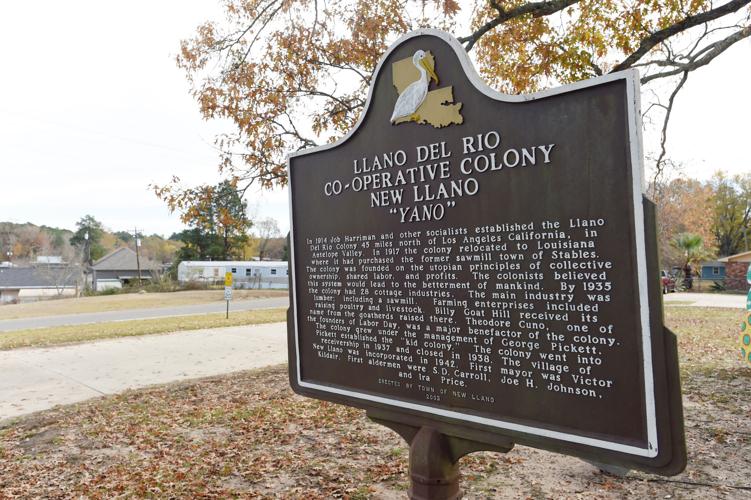 LLANO DEL RIO
CO-OPERATIVE COLONY
NEW LLANO
"YANO"
In 1914 Job Harriman and other socialists established the Llano
Del Rio Colony 45 miles north of Los Angeles California, in
Antelope Valley. In 1917 the colony relocated to Louisiana
where it had purchased the former sawmill town of Stables.
The colony was founded on the utopian principles of collective
ownership, shared labor, and profits. The colonists believed
this system would lead to the betterment of mankind. By 1935
the colony had 28 cottage industries. The main industry was
lumber; including a sawmill. Farming enterprises included
raising poultry and livestock. Billy Goat Hill received its
name from the goatherds raised there. Theodore Cuno, one of
the founders of Labor Day, was a major benefactor of the colony.
The colony grew under the management of George Pickett.
Pickett established the "kid colony." The colony went into
receivership in 1937 and closed in 1938. The village of
New Llano was incorporated in 1942. First mayor was Victor
Kildair. First aldermen were S.D. Carroll, Joe H. Johnson,
and Ira Price.
ERECTED BY TOWN OF NEW LLANO
2003